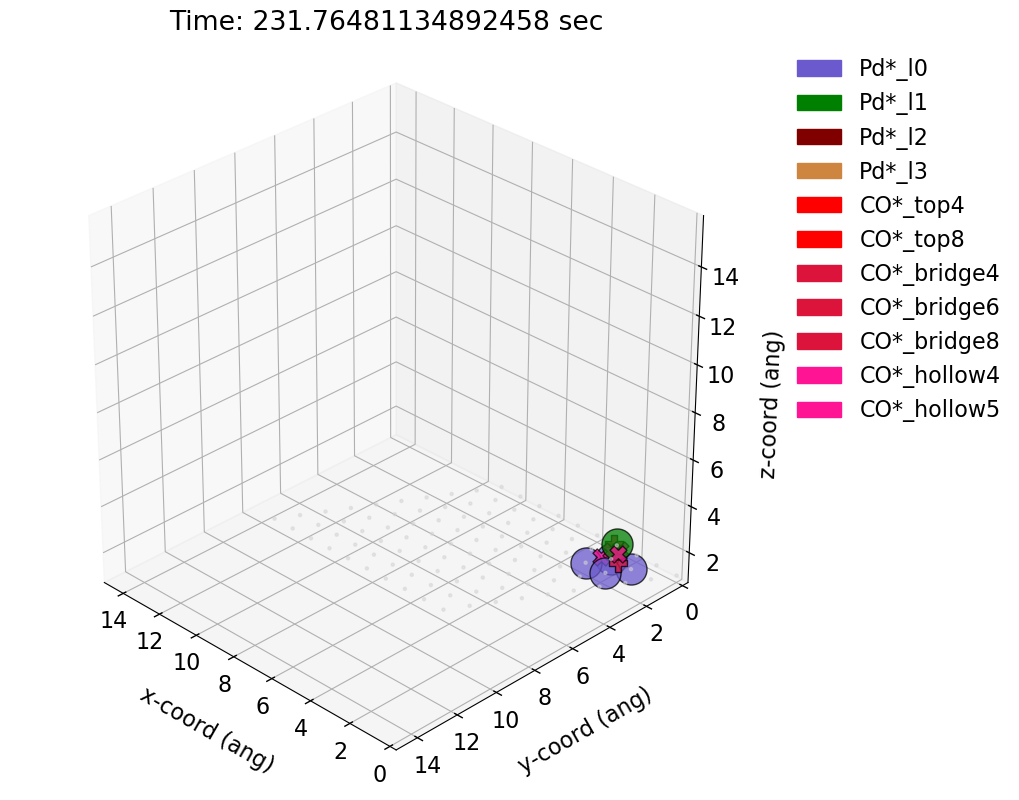 Time: 231.76481134892458 sec
Pd*_l0
Pd*_l1
Pd*_l2
Pd*_l3
CO*_top4
CO*_top8
CO*_bridge4
CO*_bridge6
CO*_bridge8
CO*_hollow4
CO*_hollow5
14
12
10
8
6
4
2
z-coord (ang)
14
12
10
8
6
4
2
0
x-coord (ang)
0
2
4
6
8
10
12
14
y-coord (ang)